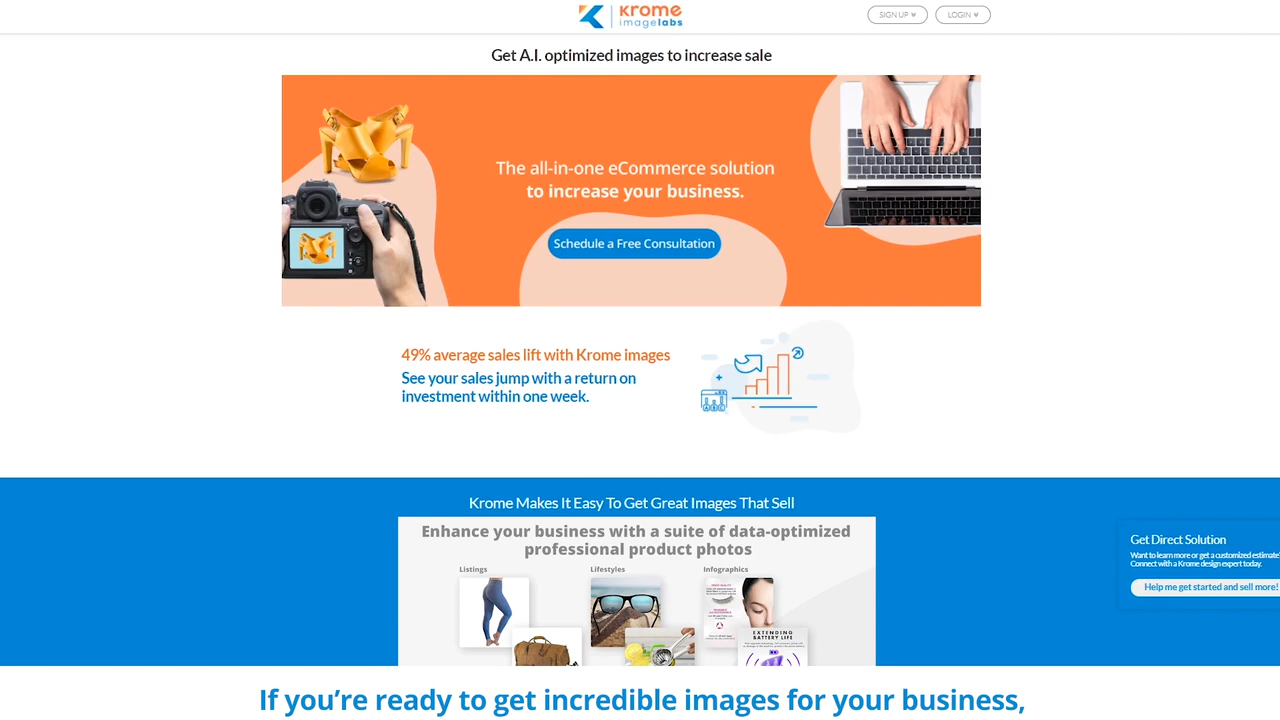 Krome
imagelabs
SIGN UP
LOGIN
Get A.I. optimized images to increase sale
The all-in-one eCommerce solution
to increase your business.
Schedule a Free Consultation
49% average sales lift with Krome images
See your sales jump with a return on
investment within one week.
Krome Makes It Easy To Get Great Images That Sell
Enhance your business with a suite of data-optimized
professional product photos
Listings
Lifestyles
Infographics
EXTENDING
BATTERY LIFE
Get Direct Solution
Want to learn more or get a customized estimate?
Connect with a Krome design expert today.
Help me get started and sell more!
If you're ready to get incredible images for your business,